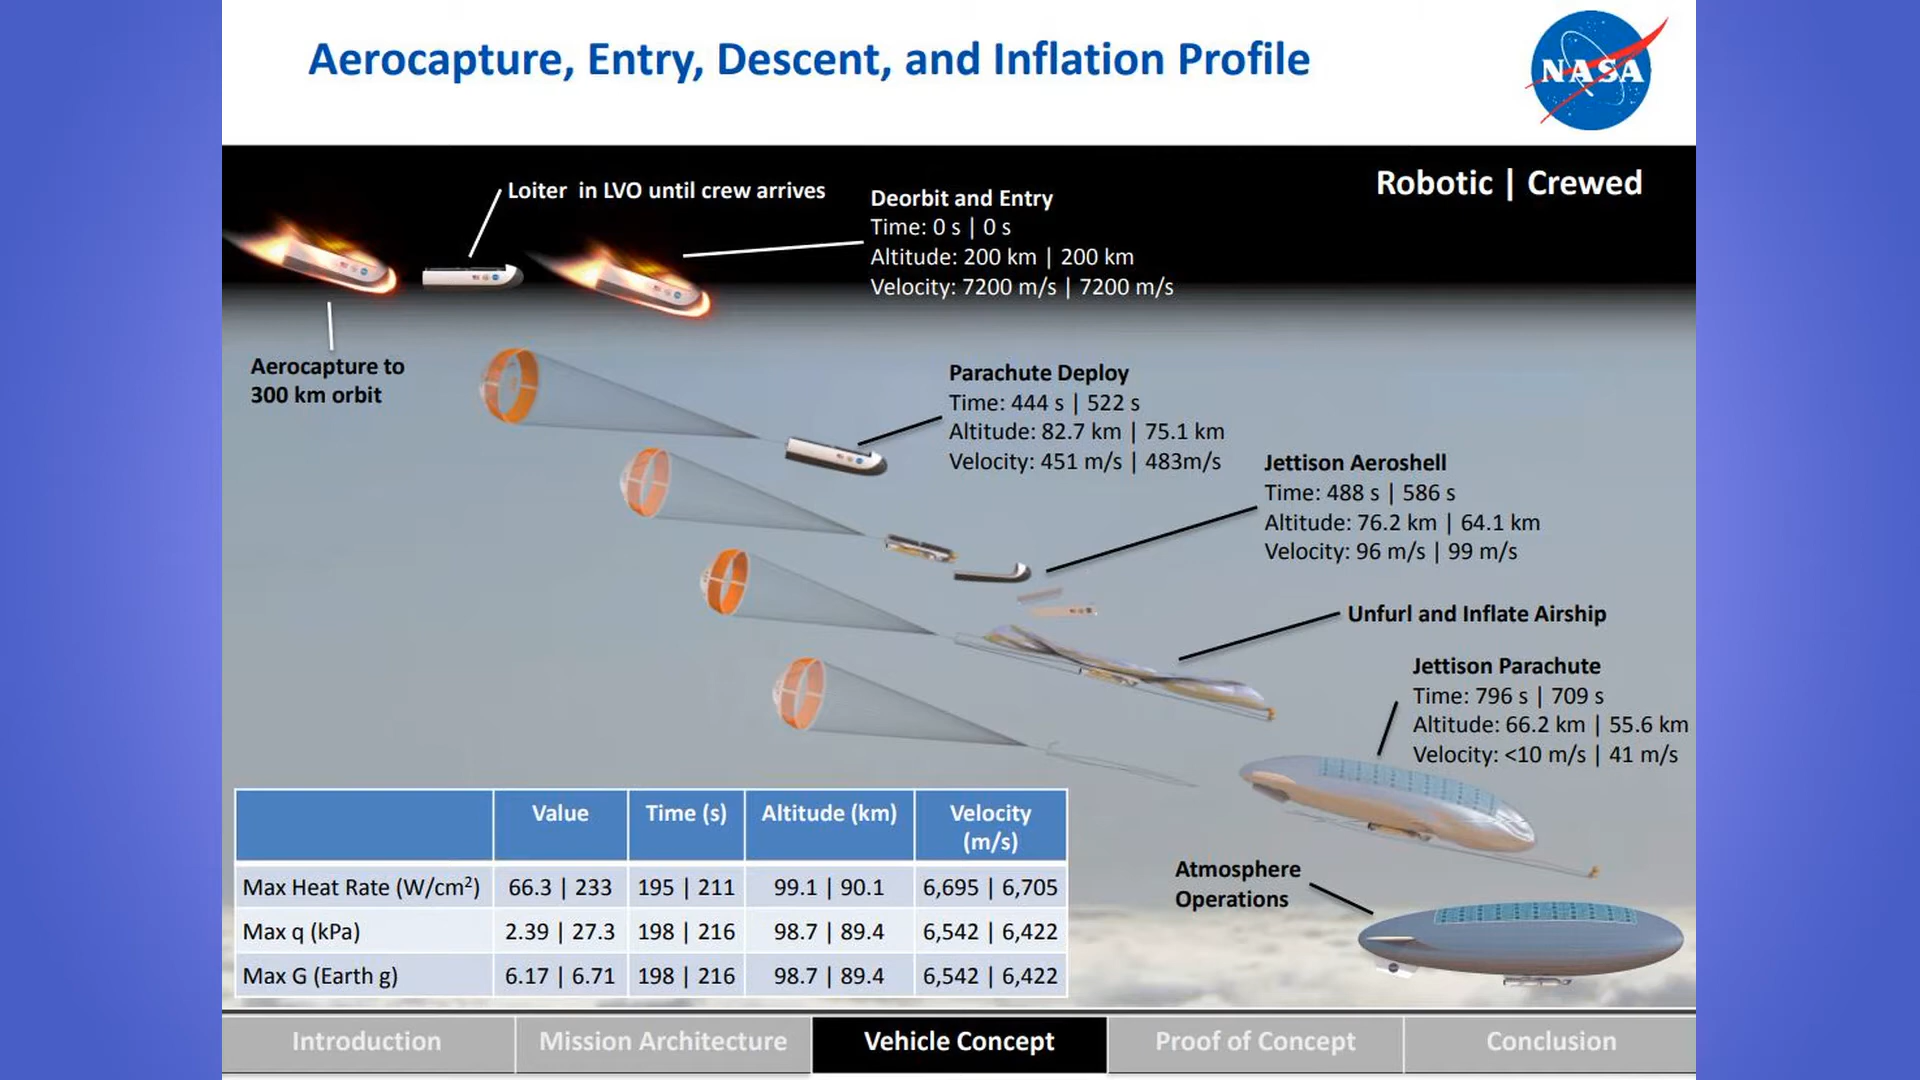 Aerocapture, Entry, Descent, and Inflation Profile
NASA
Robotic | Crewed
Loiter in LVO until crew arrives
Deorbit and Entry
Time: 0 s | 0 s
Altitude: 200 km | 200 km
Velocity: 7200 m/s | 7200 m/s
Aerocapture to
300 km orbit
Parachute Deploy
Time: 444 s | 522 s
Altitude: 82.7 km | 75.1 km
Velocity: 451 m/s | 483m/s
Jettison Aeroshell
Time: 488 s | 586 s
Altitude: 76.2 km | 64.1 km
Velocity: 96 m/s | 99 m/s
Unfurl and Inflate Airship
Jettison Parachute
Time: 796 s | 709 s
Altitude: 66.2 km | 55.6 km
Velocity: <10 m/s | 41 m/s
Atmosphere
Operations
Value Time (s) Altitude (km) Velocity
(m/s)
Max Heat Rate (W/cm²) 66.3 | 233 195 | 211 99.1 | 90.1 6,695 | 6,705
Max q (kPa) 2.39 | 27.3 198 | 216 98.7 | 89.4 6,542 | 6,422
Max G (Earth g) 6.17 | 6.71 198 | 216 98.7 | 89.4 6,542 | 6,422
Introduction Mission Architecture Vehicle Concept Proof of Concept Conclusion